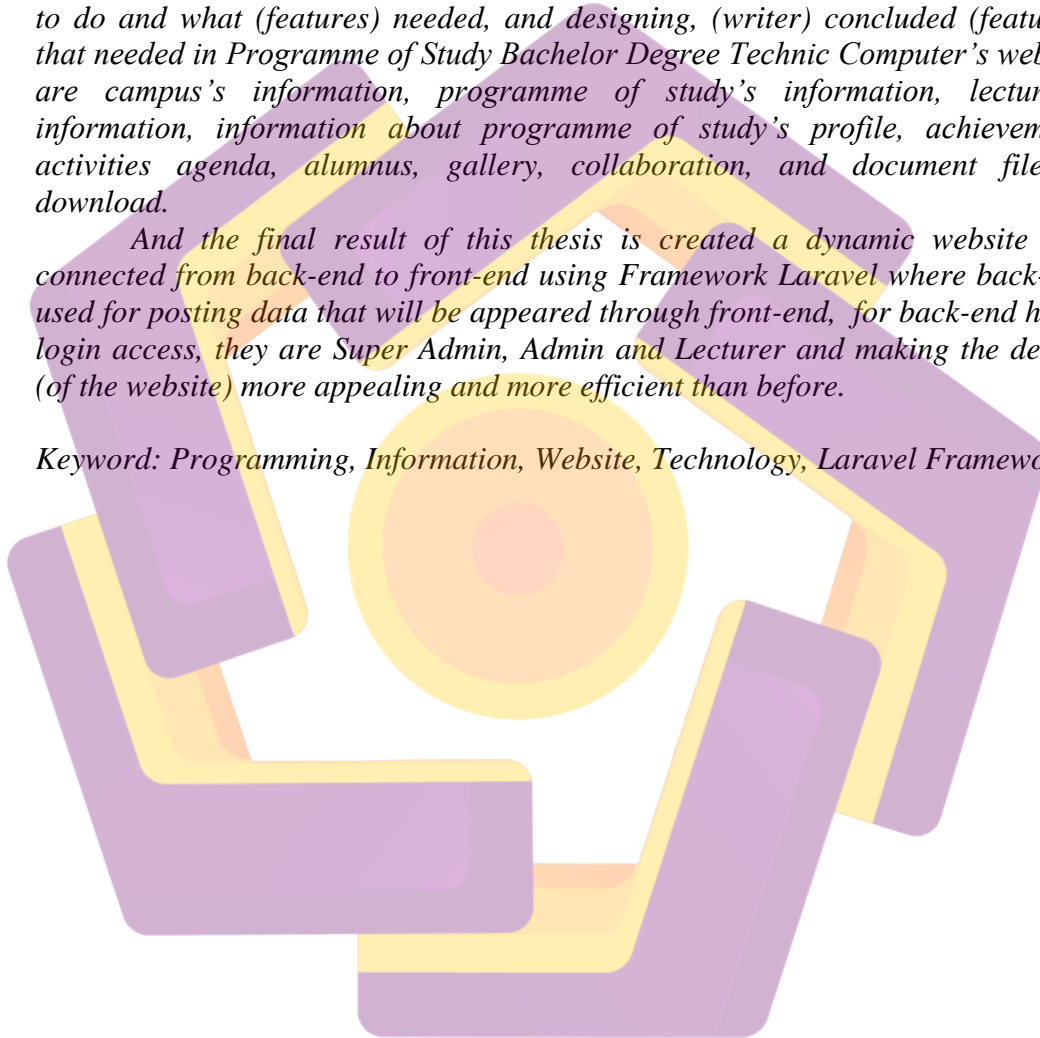 to do and what (features) needed, and designing, (writer) concluded (featu
that needed in Programme of Study Bachelor Degree Technic Computer's web
are campus's information, programme of study's information, lectur
information, information about programme of study's profile, achievem
activities agenda, alumnus, gallery, collaboration, and document file
download.
And the final result of this thesis is created a dynamic website
connected from back-end to front-end using Framework Laravel where back-
used for posting data that will be appeared through front-end, for back-end h
login access, they are Super Admin, Admin and Lecturer and making the de
(of the website) more appealing and more efficient than before.
Keyword: Programming, Information, Website, Technology, Laravel Framewo